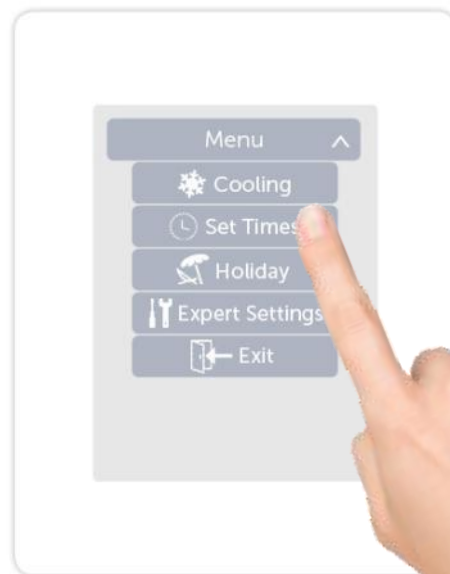 Menu
Cooling
Set Times
Holiday
Expert Settings
Exit